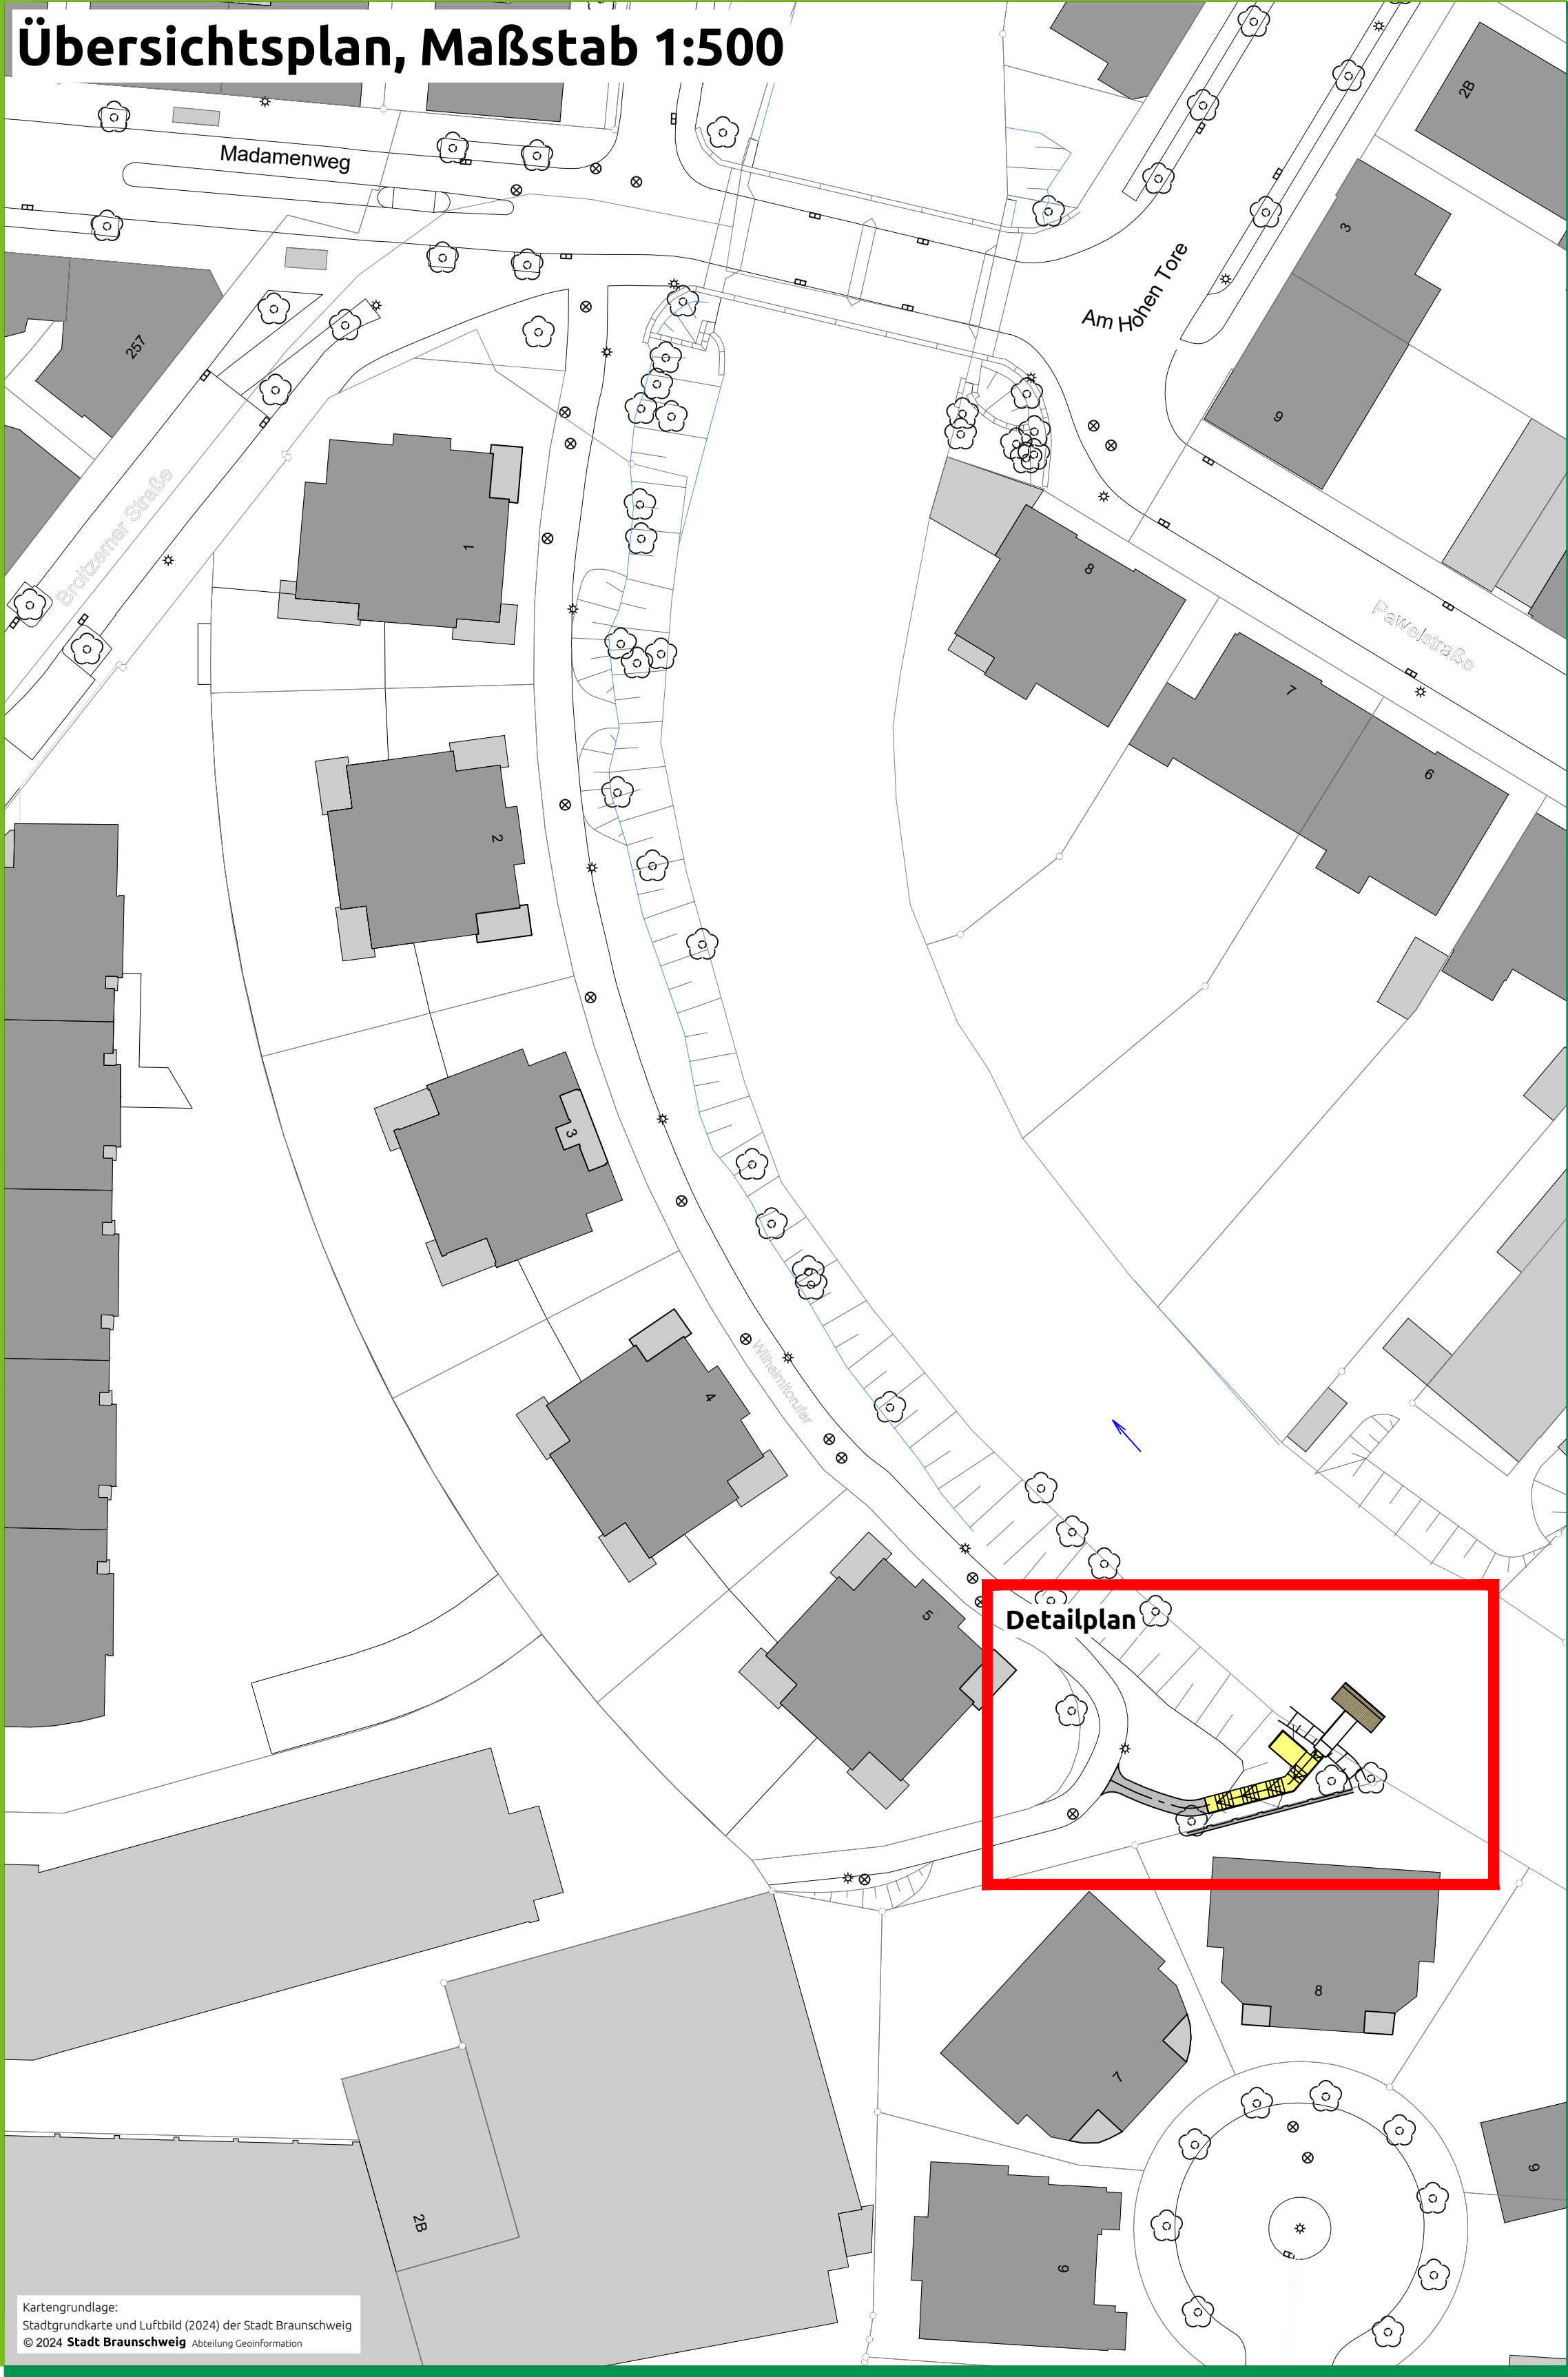 Übersichtsplan, Maßstab 1:500
Madamenweg
2B
3
Am Hohen Tore
257
9
Broitzemer Straße
1
8
Pawelstraße
7
6
2
3
4
Wilhelmitorufer
5
Detailplan
8
7
9
2B
Kartengrundlage:
Stadtgrundkarte und Luftbild (2024) der Stadt Braunschweig
© 2024 Stadt Braunschweig Abteilung Geoinformation